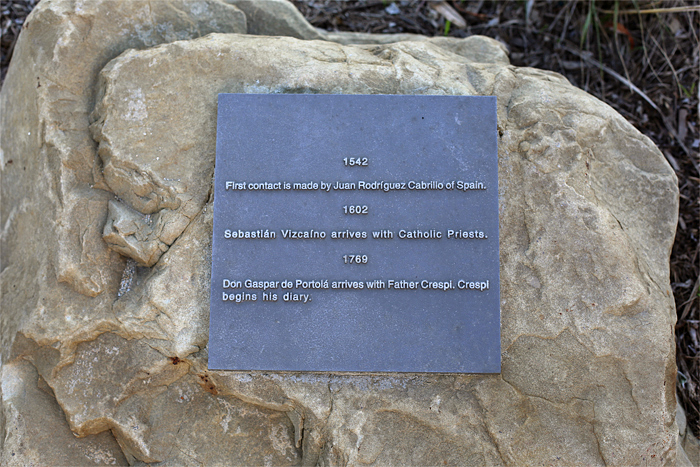 1542
First contact is made by Juan Rodríguez Cabrillo of Spain.
1602
Sebastián Vizcaíno arrives with Catholic Priests.
1769
Don Gaspar de Portolá arrives with Father Crespi. Crespi
begins his diary.